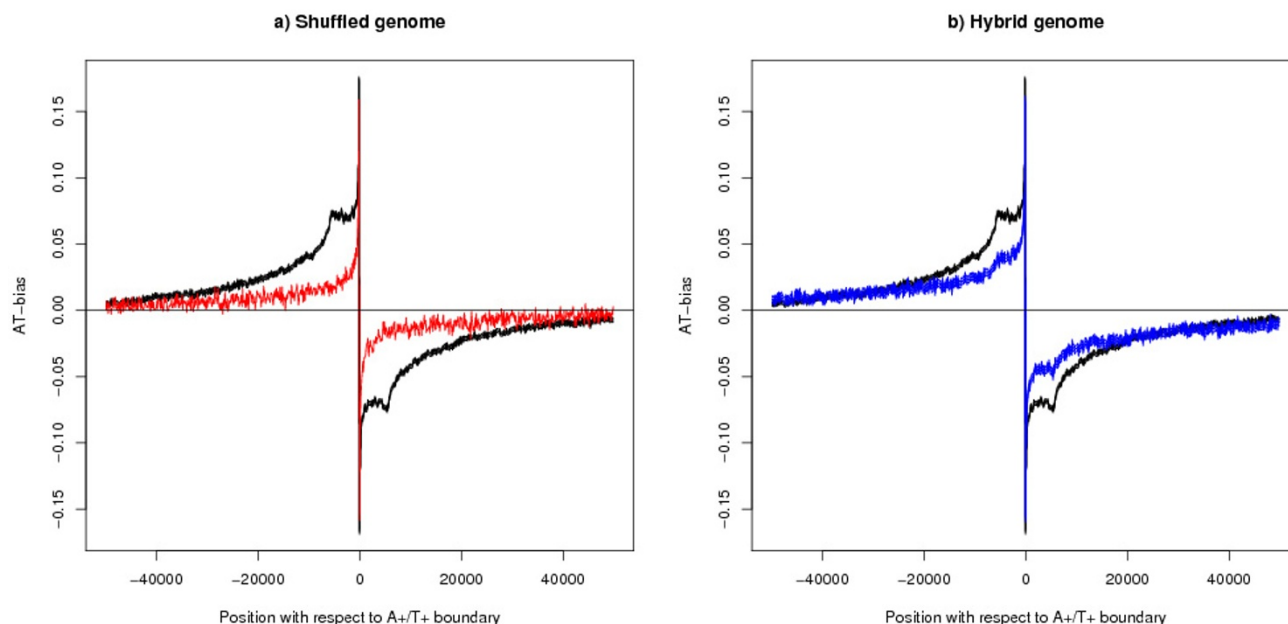 a) Shuffled genome
AT−bias
0.15
0.10
0.05
0.00
−0.05
−0.10
−0.15
−40000 −20000 0 20000 40000
Position with respect to A+/T+ boundary
b) Hybrid genome
AT−bias
0.15
0.10
0.05
0.00
−0.05
−0.10
−0.15
−40000 −20000 0 20000 40000
Position with respect to A+/T+ boundary